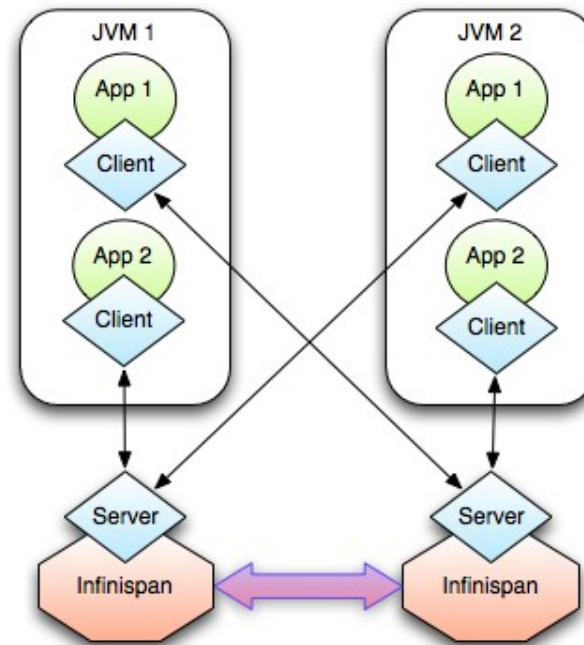 JVM 1
App 1
Client
App 2
Client
JVM 2
App 1
Client
App 2
Client
Server
Infinispan
Server
Infinispan